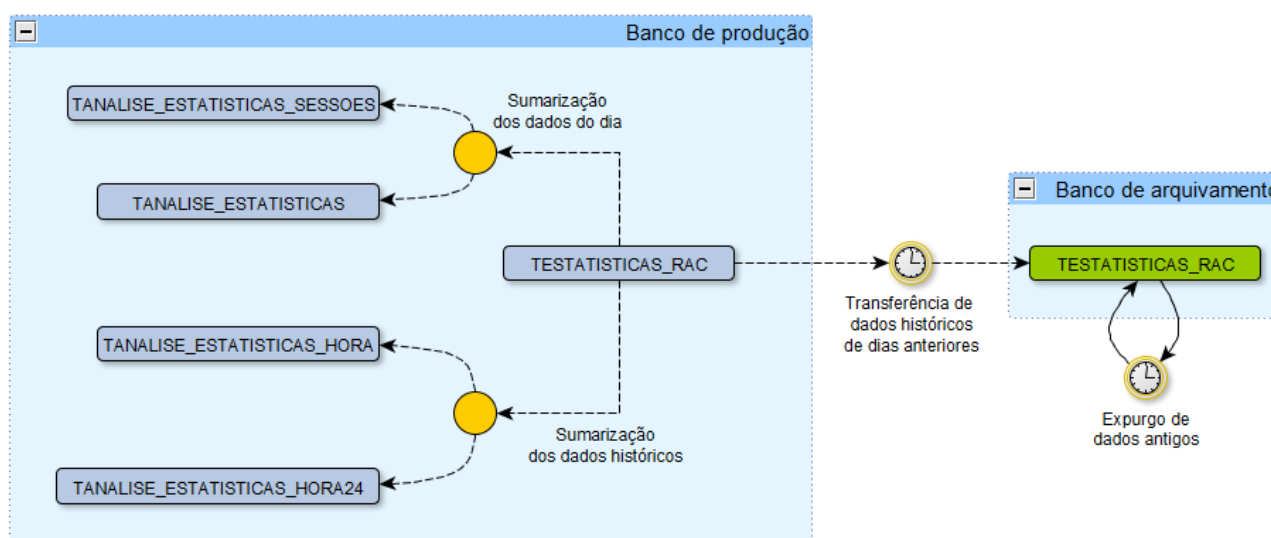 Banco de produção
TANALISE_ESTATISTICAS_SESSOES
Sumarização
dos dados do dia
TANALISE_ESTATISTICAS
Banco de arquivamento
TESTATISTICAS_RAC
TESTATISTICAS_RAC
Transferência de
dados históricos
de dias anteriores
TANALISE_ESTATISTICAS_HORA
Expurgo de
dados antigos
Sumarização
dos dados históricos
TANALISE_ESTATISTICAS_HORA24